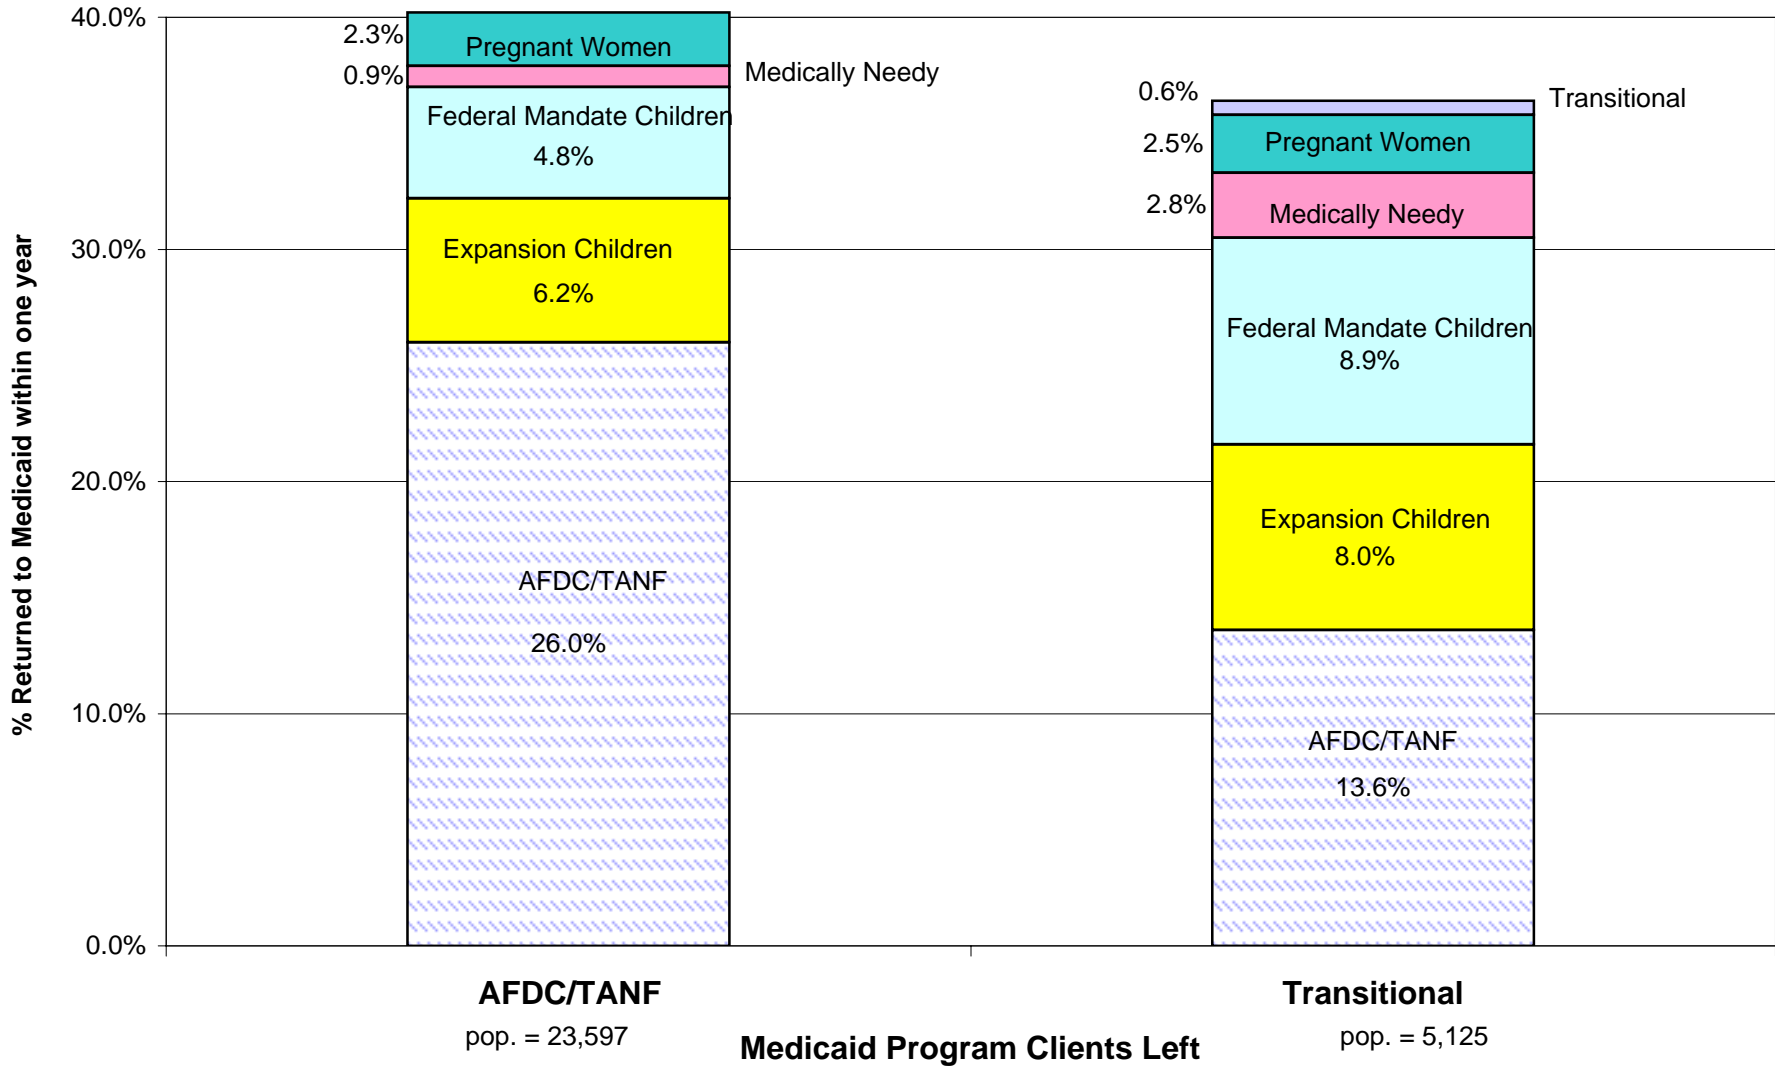 % Returned to Medicaid within one year
40.0%
30.0%
20.0%
10.0%
0.0%
2.3%
Pregnant Women
0.9%
Medically Needy
Federal Mandate Children
4.8%
Expansion Children
6.2%
AFDC/TANF
26.0%
0.6%
Transitional
2.5%
Pregnant Women
2.8%
Medically Needy
Federal Mandate Children
8.9%
Expansion Children
8.0%
AFDC/TANF
13.6%
AFDC/TANF
pop. = 23,597
Transitional
pop. = 5,125
Medicaid Program Clients Left